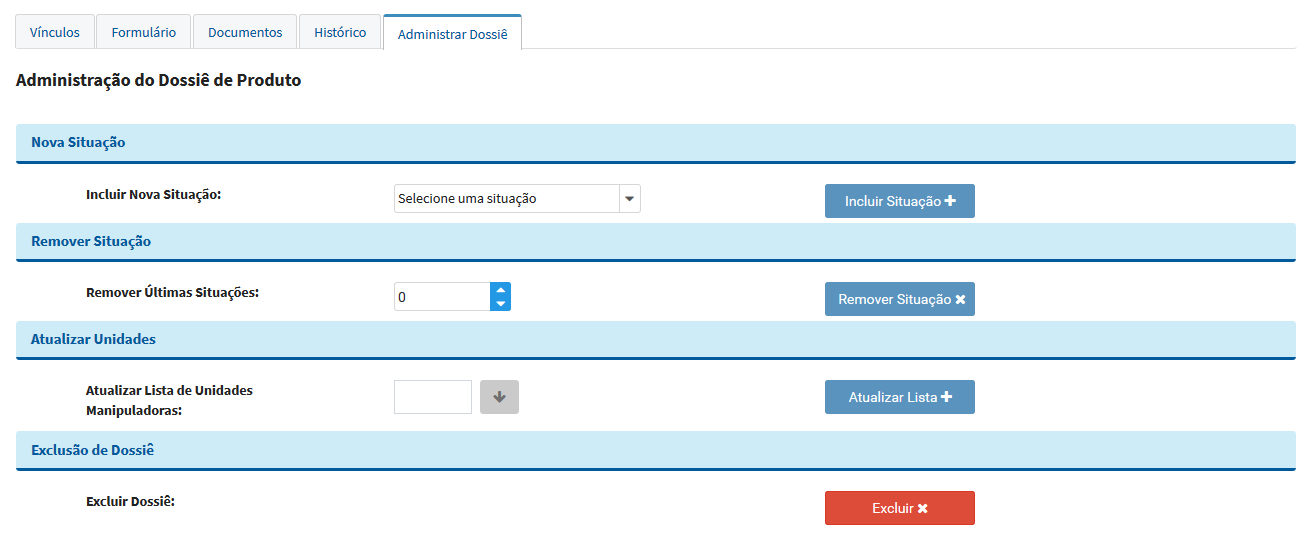 Vínculos Formulário Documentos Histórico Administrar Dossiê
Administração do Dossiê de Produto
Nova Situação
Incluir Nova Situação: Selecione uma situação Incluir Situação
Remover Situação
Remover Últimas Situações: 0 Remover Situação
Atualizar Unidades
Atualizar Lista de Unidades
Manipuladoras: Atualizar Lista
Exclusão de Dossiê
Excluir Dossiê: Excluir